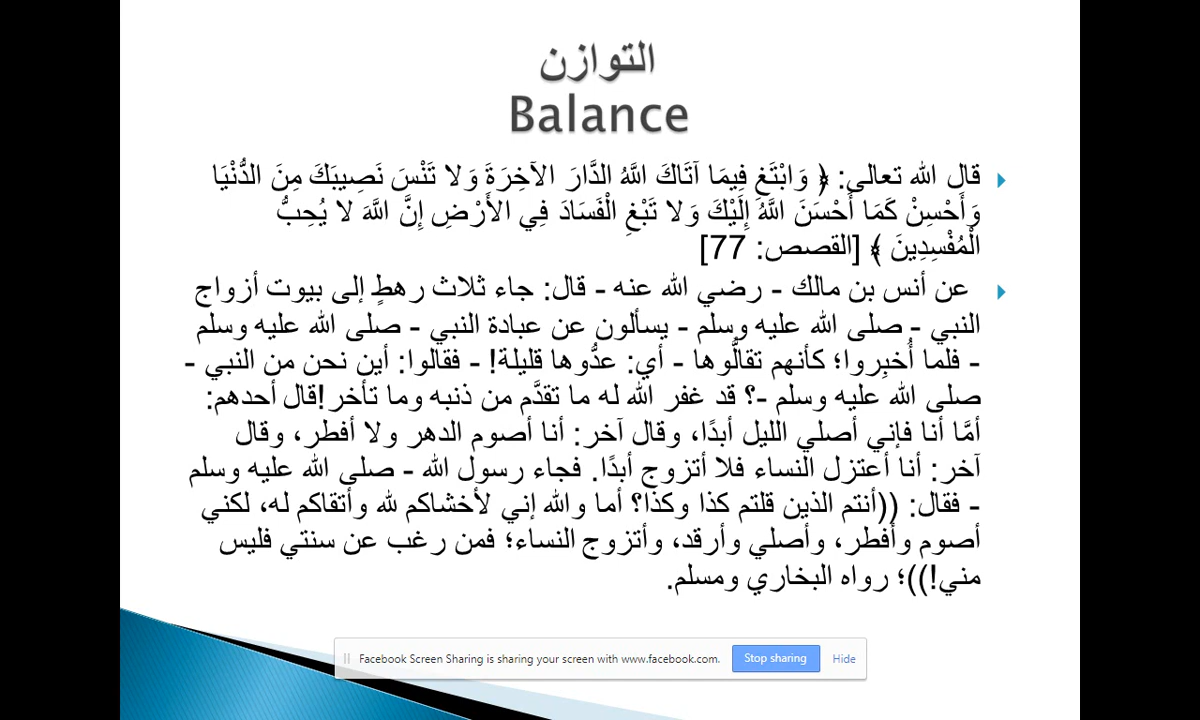 التوازن
Balance
قال الله تعالى: ﴿ وَابْتَغِ فِيمَا آتَاكَ اللَّهُ الدَّارَ الآخِرَةَ وَلا تَنْسَ نَصِيبَكَ مِنَ الدُّنْيَا
وَأَحْسِنْ كَمَا أَحْسَنَ اللَّهُ إِلَيْكَ وَلا تَبْغِ الْفَسَادَ فِي الأَرْضِ إِنَّ اللَّهَ لا يُحِبُّ
الْمُفْسِدِينَ ﴾ [القصص: 77]
عن أنس بن مالك - رضي الله عنه - قال: جاء ثلاث رهطٍ إلى بيوت أزواج
النبي - صلى الله عليه وسلم - يسألون عن عبادة النبي - صلى الله عليه وسلم
- فلما أُخبِروا؛ كأنهم تقالُّوها - أي: عدُّوها قليلة! - فقالوا: أين نحن من النبي -
صلى الله عليه وسلم -؟ قد غفر الله له ما تقدَّم من ذنبه وما تأخر!قال أحدهم:
أمَّا أنا فإني أصلي الليل أبدًا، وقال آخر: أنا أصوم الدهر ولا أفطر، وقال
آخر: أنا أعتزل النساء فلا أتزوج أبدًا. فجاء رسول الله - صلى الله عليه وسلم
- فقال: ((أنتم الذين قلتم كذا وكذا؟ أما والله إني لأخشاكم لله وأتقاكم له، لكني
أصوم وأفطر، وأصلي وأرقد، وأتزوج النساء؛ فمن رغب عن سنتي فليس
مني!))؛ رواه البخاري ومسلم.
Facebook Screen Sharing is sharing your screen with www.facebook.com. Stop sharing Hide